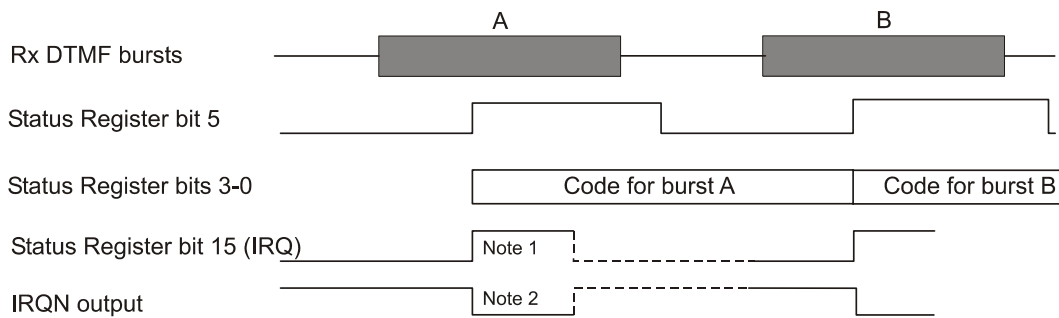 A
B
Rx DTMF bursts
Status Register bit 5
Status Register bits 3-0
Code for burst A
Code for burst B
Status Register bit 15 (IRQ)
Note 1
IRQN output
Note 2